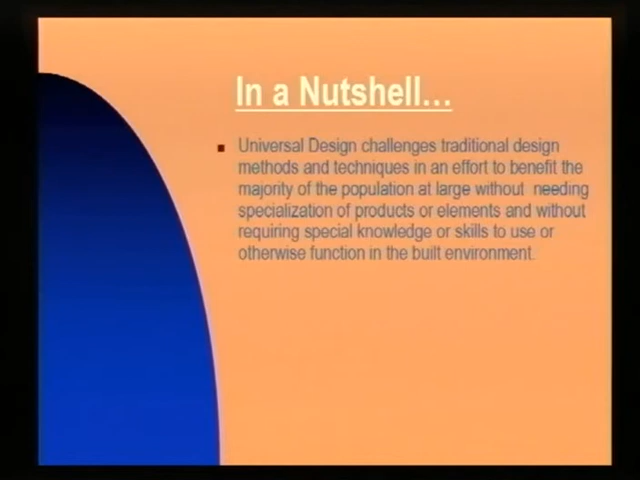 In a Nutshell...
Universal Design challenges traditional design
methods and techniques in an effort to benefit the
majority of the population at large without needing
specialization of products or elements and without
requiring special knowledge or skills to use or
otherwise function in the built environment.